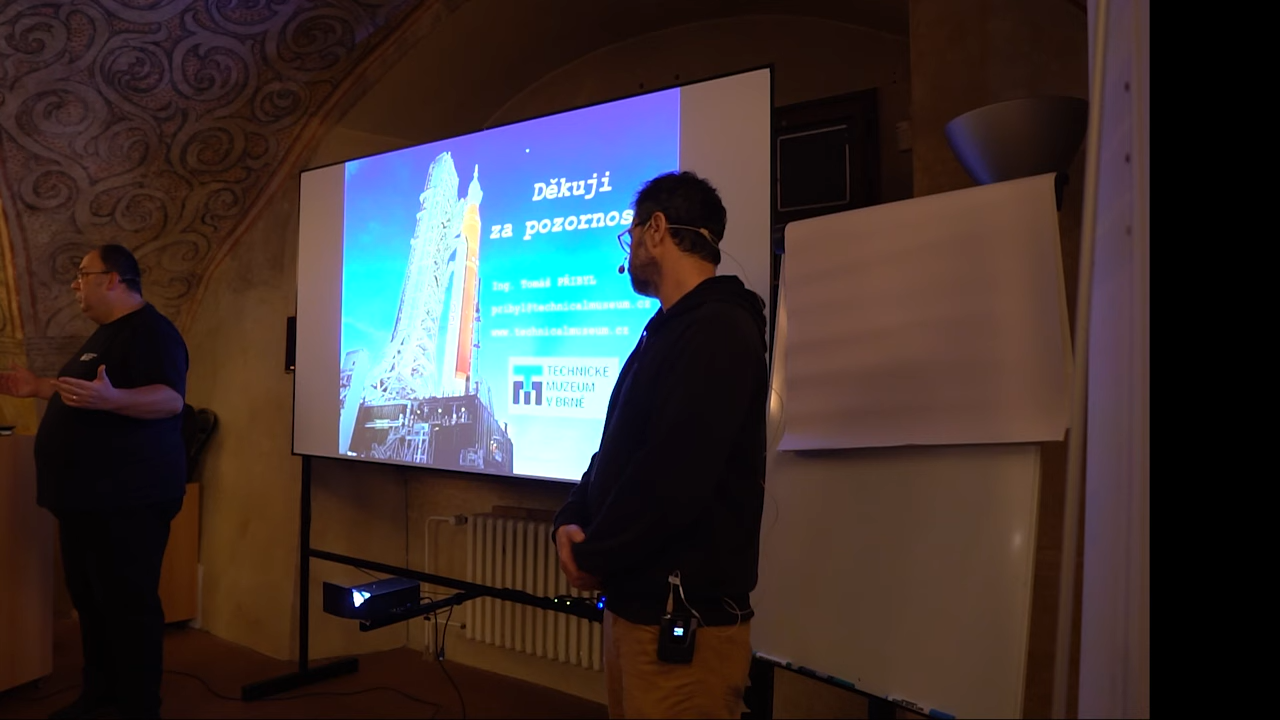 Děkuji
za pozornos
Ing. Tomáš PŘIBYL
pribyl@technicalmuseum.cz
www.technicalmuseum.cz
TECHNICKÉ
MUZEUM
V BRNĚ